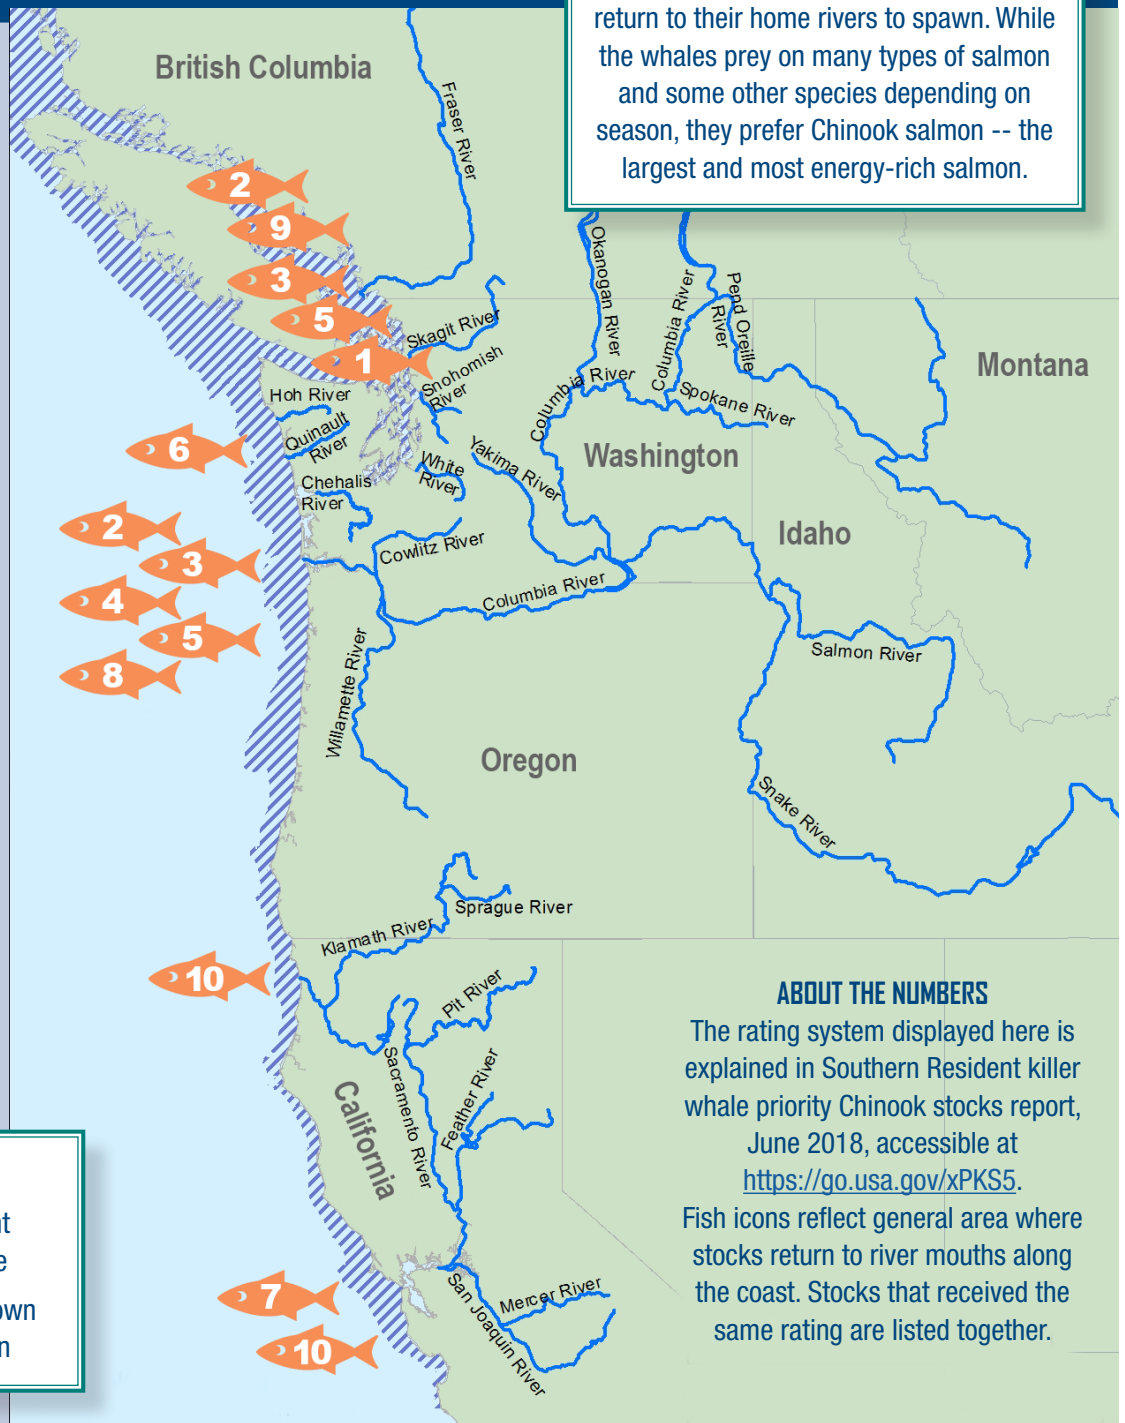 return to their home rivers to spawn. While
the whales prey on many types of salmon
and some other species depending on
season, they prefer Chinook salmon -- the
largest and most energy-rich salmon.
British Columbia
Fraser River
2
9
3
5
1
Okanogan River
Columbia River
Pend Oreille
River
Skagit River
Snohomish
River
Montana
Hoh River
Quinault
River
Columbia River
Spokane River
6
Chehalis
River
White
River
Yakima River
Washington
Idaho
2
3
4
5
8
Cowlitz River
Columbia River
Willamette River
Salmon River
Oregon
Snake River
Sprague River
Klamath River
10
Pit River
Sacramento River
Feather River
California
ABOUT THE NUMBERS
The rating system displayed here is
explained in Southern Resident killer
whale priority Chinook stocks report,
June 2018, accessible at
https://go.usa.gov/xPKS5.
Fish icons reflect general area where
stocks return to river mouths along
the coast. Stocks that received the
same rating are listed together.
7
10
San Joaquin River
Mercer River